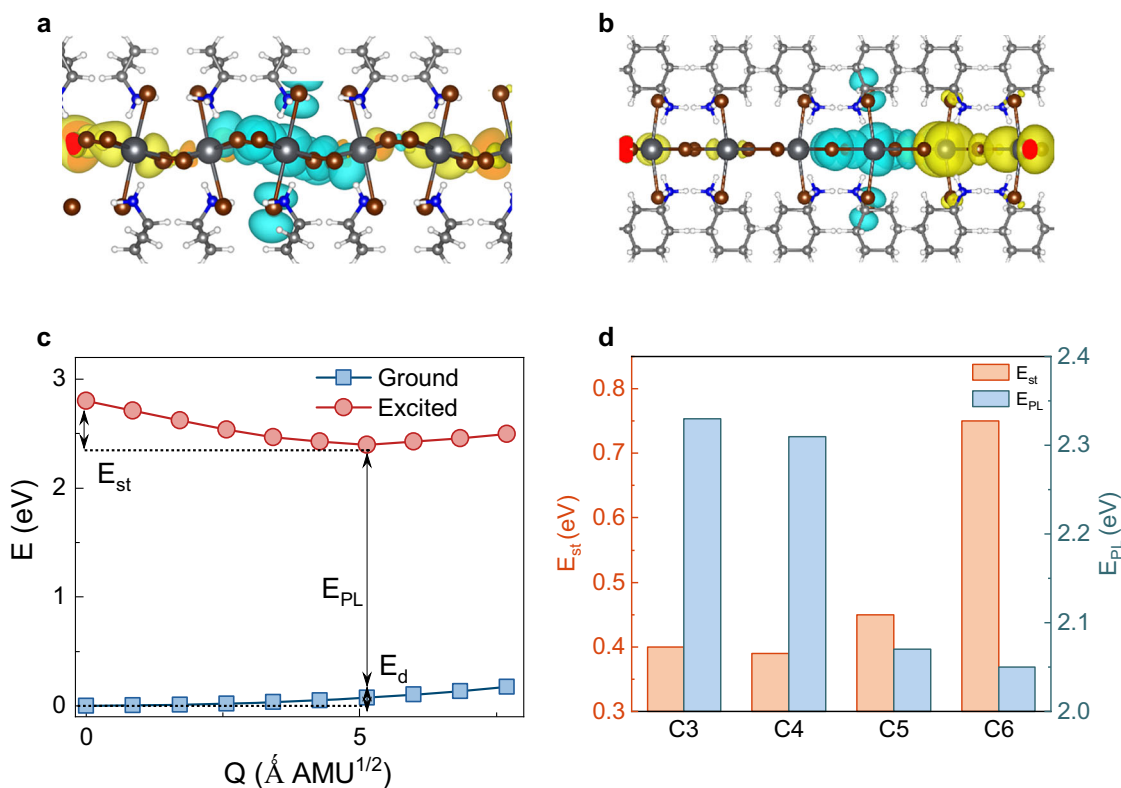 a
b
c
3
2
1
0
E (eV)
Ground
Excited
E_st
E_PL
E_d
0
5
Q (Å AMU^1/2)
d
0.8
0.7
0.6
0.5
0.4
0.3
E_st (eV)
E_st
E_PL
2.4
2.3
2.2
2.1
2.0
E_PL (eV)
C3 C4 C5 C6